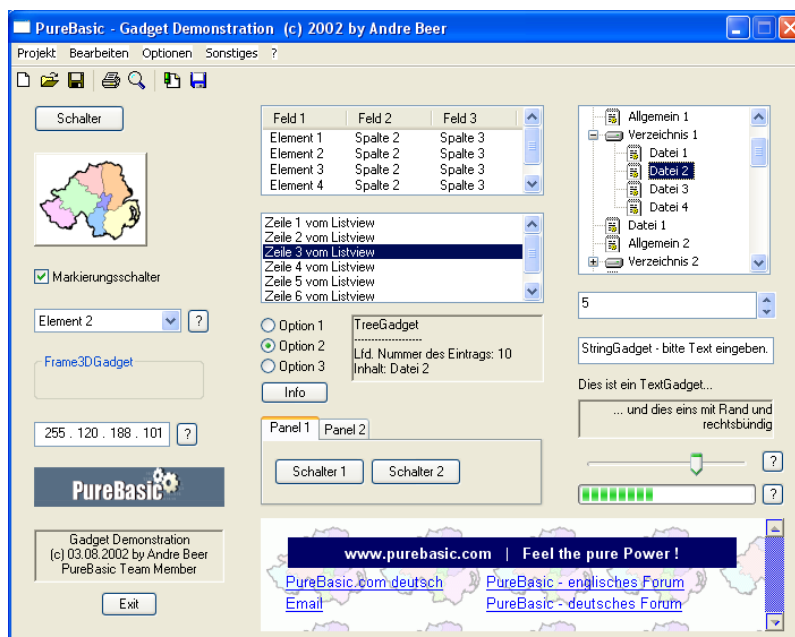 PureBasic - Gadget Demonstration (c) 2002 by Andre Beer
Projekt Bearbeiten Optionen Sonstiges ?
Schalter
Markierungsschalter
Element 2
?
Frame3DGadget
255 . 120 . 188 . 101
?
PureBasic
Gadget Demonstration
(c) 03.08.2002 by Andre Beer
PureBasic Team Member
Exit
Feld 1 Feld 2 Feld 3
Element 1 Spalte 2 Spalte 3
Element 2 Spalte 2 Spalte 3
Element 3 Spalte 2 Spalte 3
Element 4 Spalte 2 Spalte 3
Zeile 1 vom Listview
Zeile 2 vom Listview
Zeile 3 vom Listview
Zeile 4 vom Listview
Zeile 5 vom Listview
Zeile 6 vom Listview
Option 1
Option 2
Option 3
Info
TreeGadget
--------------------
Lfd. Nummer des Eintrags: 10
Inhalt: Datei 2
Panel 1 Panel 2
Schalter 1 Schalter 2
Allgemein 1
Verzeichnis 1
Datei 1
Datei 2
Datei 3
Datei 4
Datei 1
Allgemein 2
Verzeichnis 2
5
StringGadget - bitte Text eingeben.
Dies ist ein TextGadget...
... und dies eins mit Rand und
rechtsbündig
?
?
www.purebasic.com | Feel the pure Power !
PureBasic.com deutsch PureBasic - englisches Forum
Email PureBasic - deutsches Forum